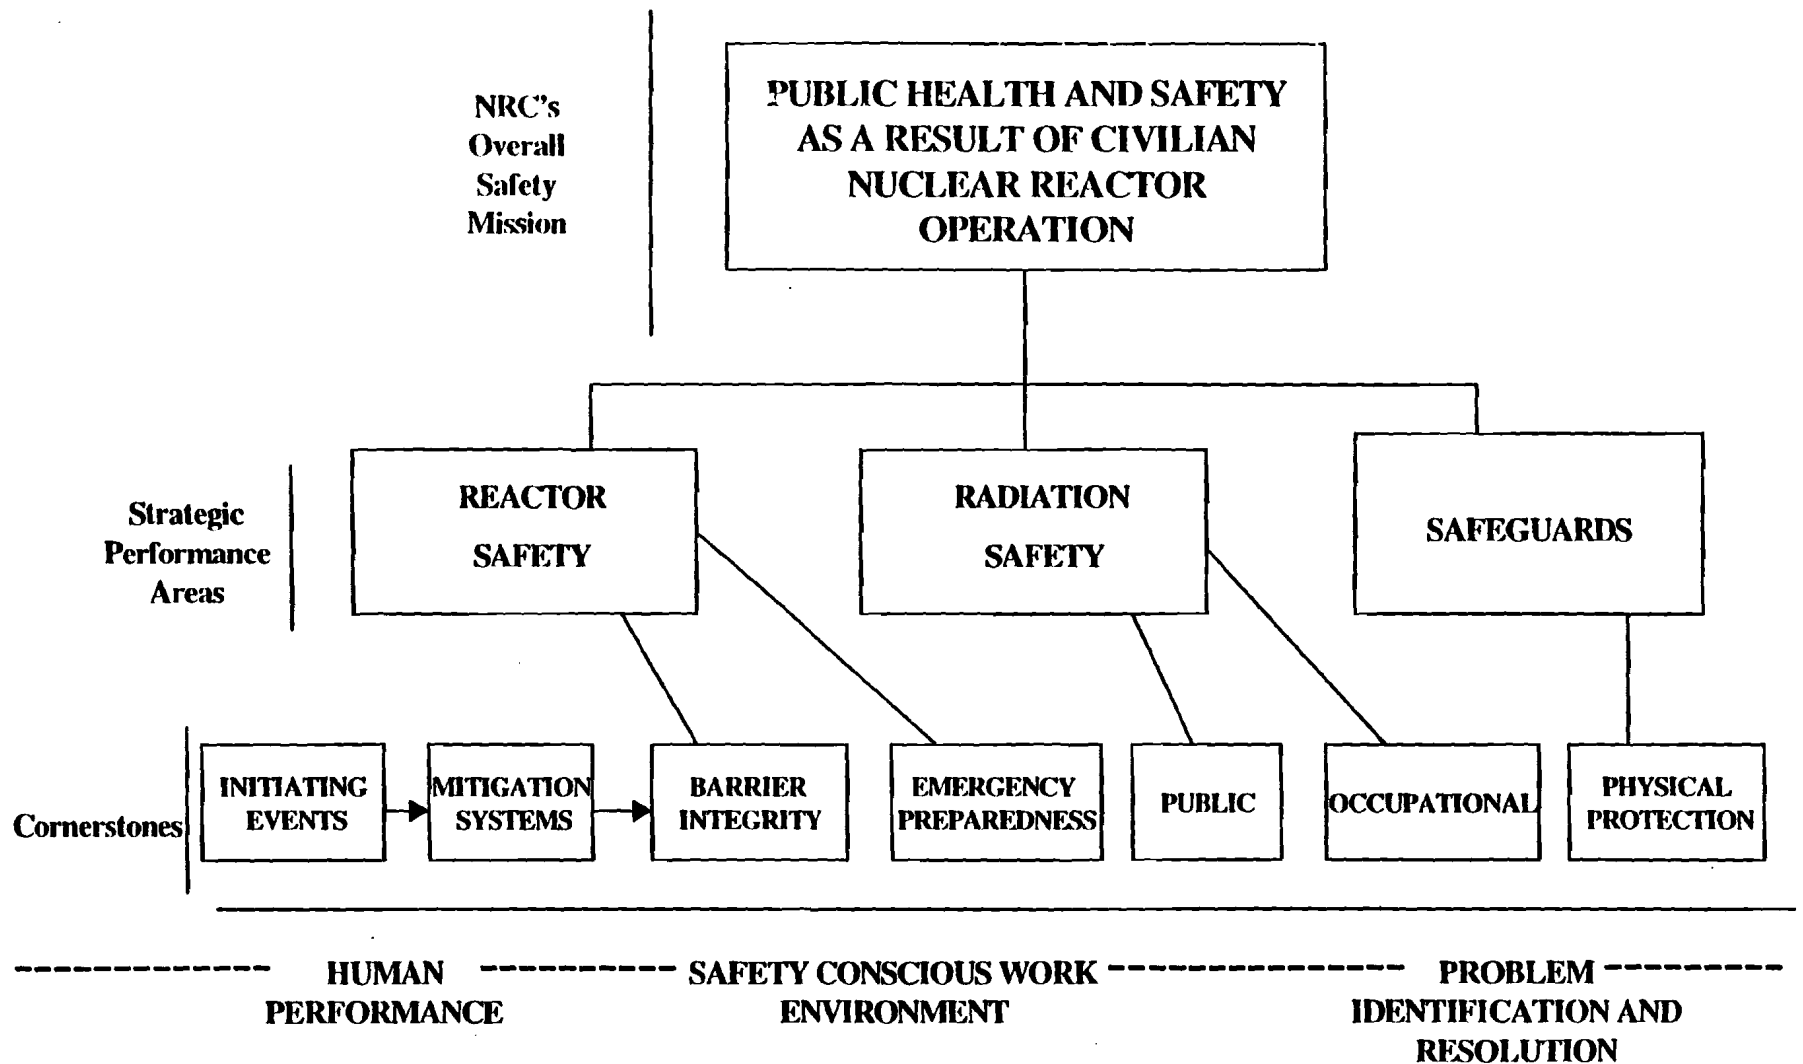 NRC's
Overall
Safety
Mission
PUBLIC HEALTH AND SAFETY
AS A RESULT OF CIVILIAN
NUCLEAR REACTOR
OPERATION
Strategic
Performance
Areas
REACTOR
SAFETY
RADIATION
SAFETY
SAFEGUARDS
Cornerstones
INITIATING
EVENTS
MITIGATION
SYSTEMS
BARRIER
INTEGRITY
EMERGENCY
PREPAREDNESS
PUBLIC
OCCUPATIONAL
PHYSICAL
PROTECTION
HUMAN
PERFORMANCE
SAFETY CONSCIOUS WORK
ENVIRONMENT
PROBLEM
IDENTIFICATION AND
RESOLUTION